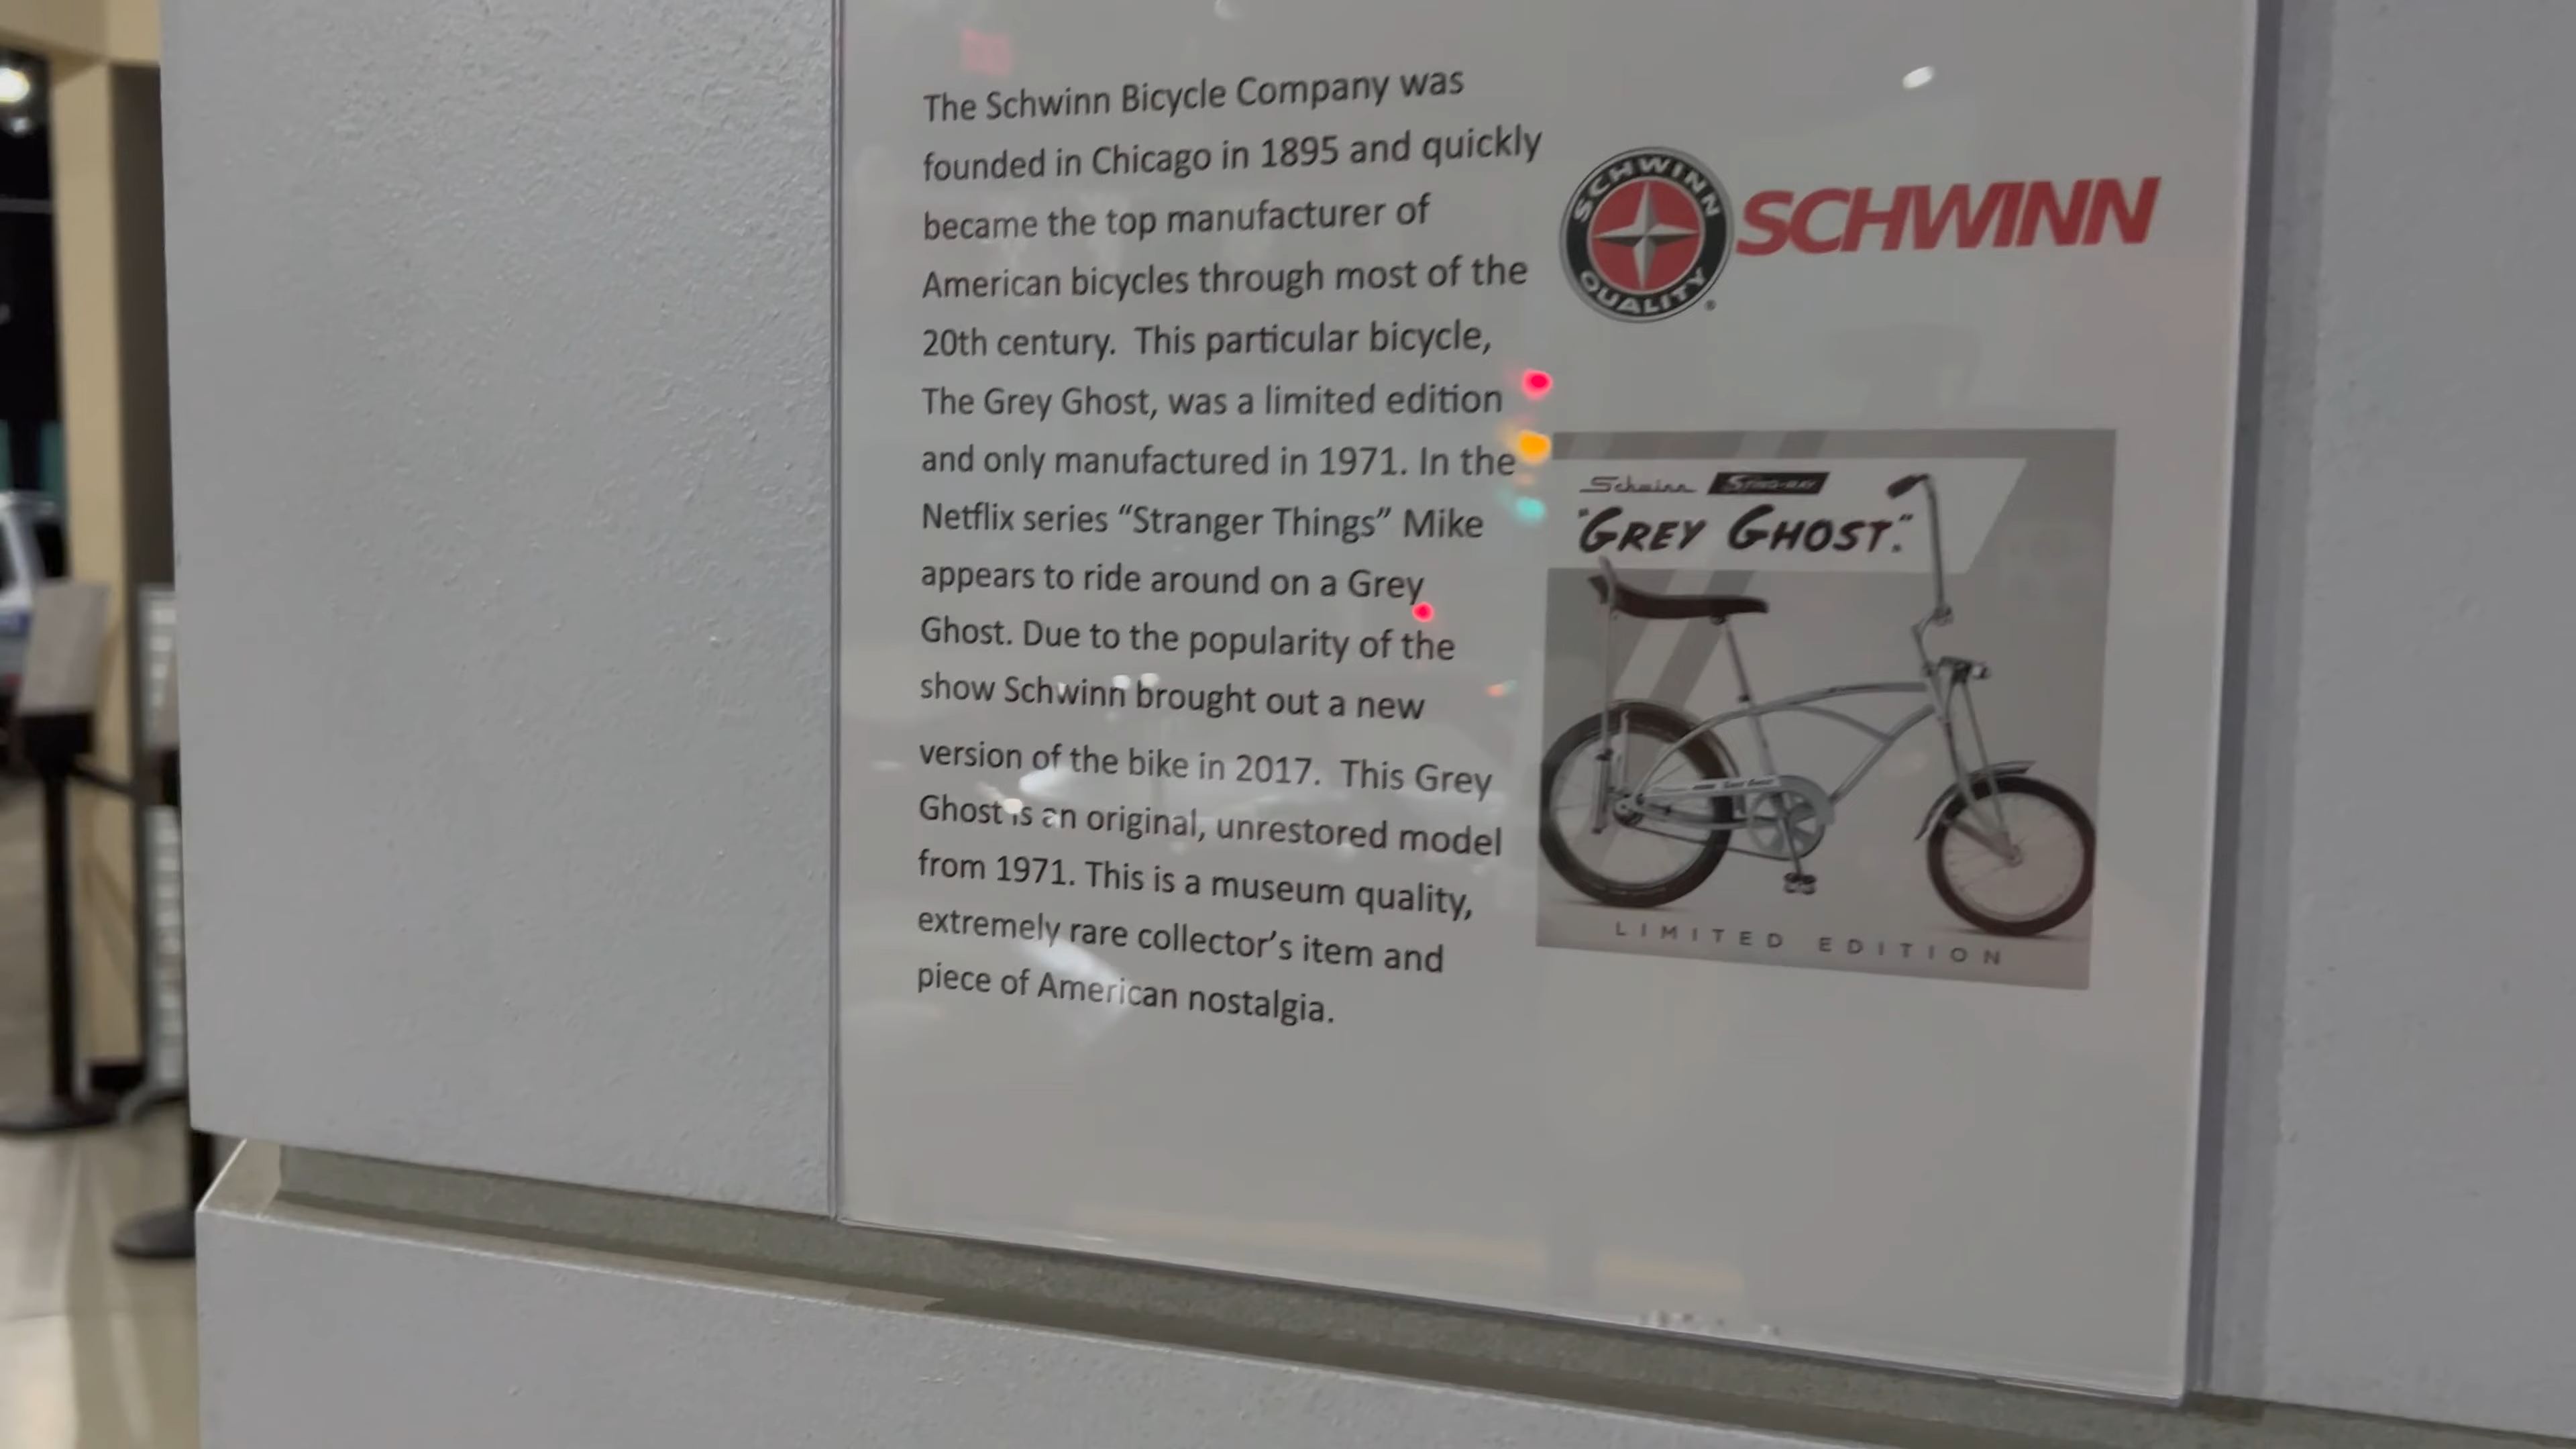 The Schwinn Bicycle Company was
founded in Chicago in 1895 and quickly
became the top manufacturer of
American bicycles through most of the
20th century.  This particular bicycle,
The Grey Ghost, was a limited edition
and only manufactured in 1971. In the
Netflix series “Stranger Things” Mike
appears to ride around on a Grey
Ghost. Due to the popularity of the
show Schwinn brought out a new
version of the bike in 2017.  This Grey
Ghost is an original, unrestored model
from 1971. This is a museum quality,
extremely rare collector’s item and
piece of American nostalgia.
SCHWINN
QUALITY®
SCHWINN
Schwinn STING-RAY
"GREY GHOST."
LIMITED EDITION